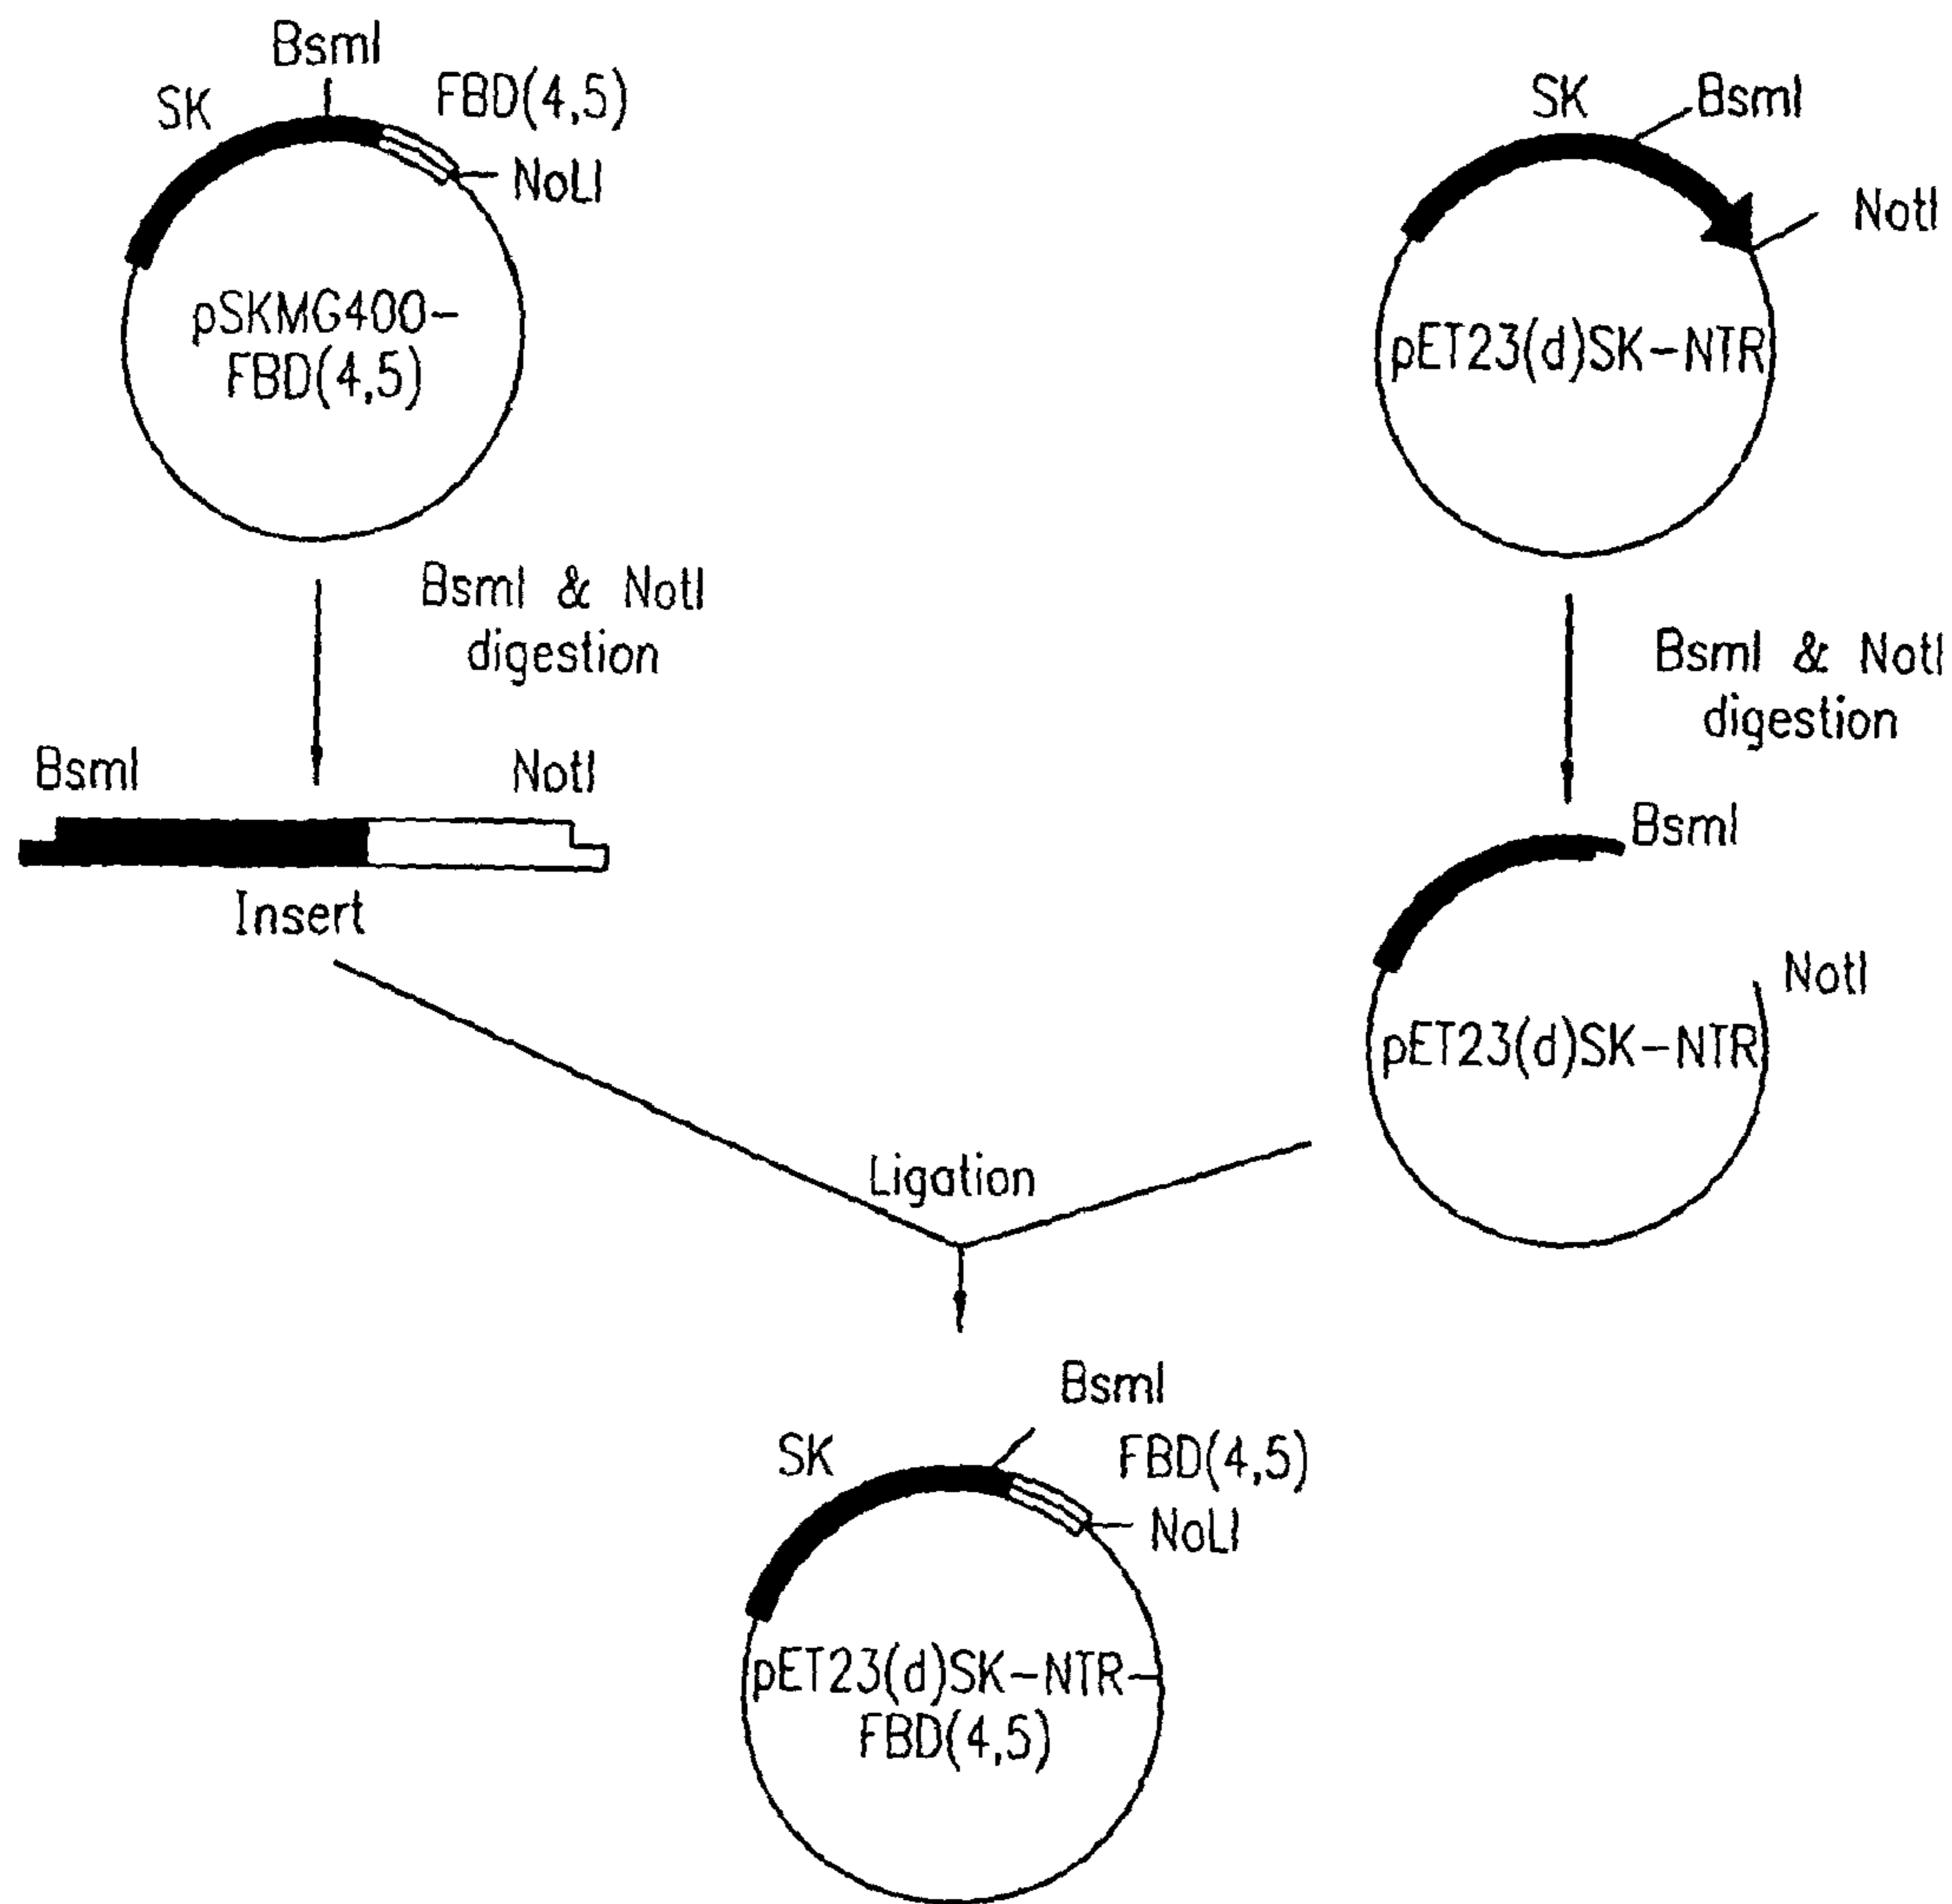 BsmI
SK
FBD(4,5)
NoLI
pSKMG400-
FBD(4,5)
SK
BsmI
NotI
pET23(d)SK-NTR
BsmI & NotI
digestion
BsmI & NotI
digestion
BsmI
NotI
Insert
BsmI
NotI
pET23(d)SK-NTR
Ligation
BsmI
SK
FBD(4,5)
NoLI
pET23(d)SK-NTR-
FBD(4,5)